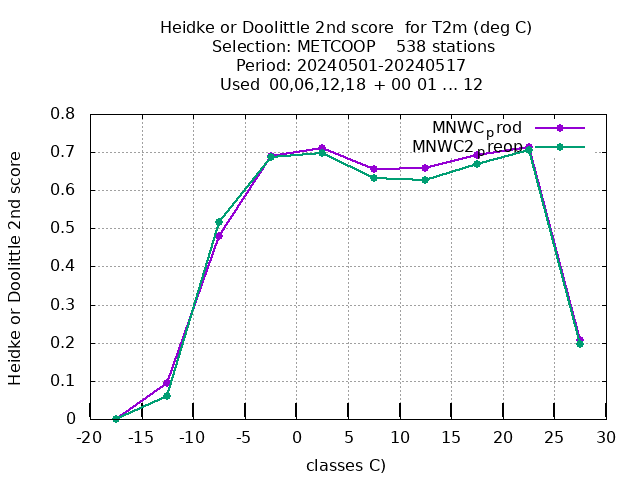 Heidke or Doolittle 2nd score  for T2m (deg C)
Selection: METCOOP    538 stations
Period: 20240501-20240517
Used  00,06,12,18  + 00 01 ... 12
Heidke or Doolittle 2nd score
0.8
0.7
0.6
0.5
0.4
0.3
0.2
0.1
0
MNWCprod
MNWC2preop
-20 -15 -10 -5 0 5 10 15 20 25 30
classes C)